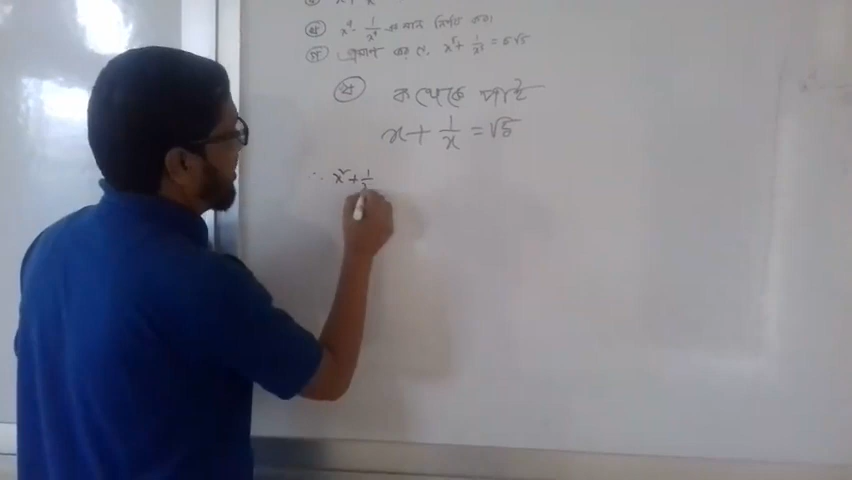 (খ) x⁴ - 1/x⁴ এর মান নির্ণয় কর।
(গ) প্রমাণ কর যে, x⁵ + 1/x⁵ = 5√5
(খ) ক থেকে পাই
x + 1/x = √5
∴ x² + 1/